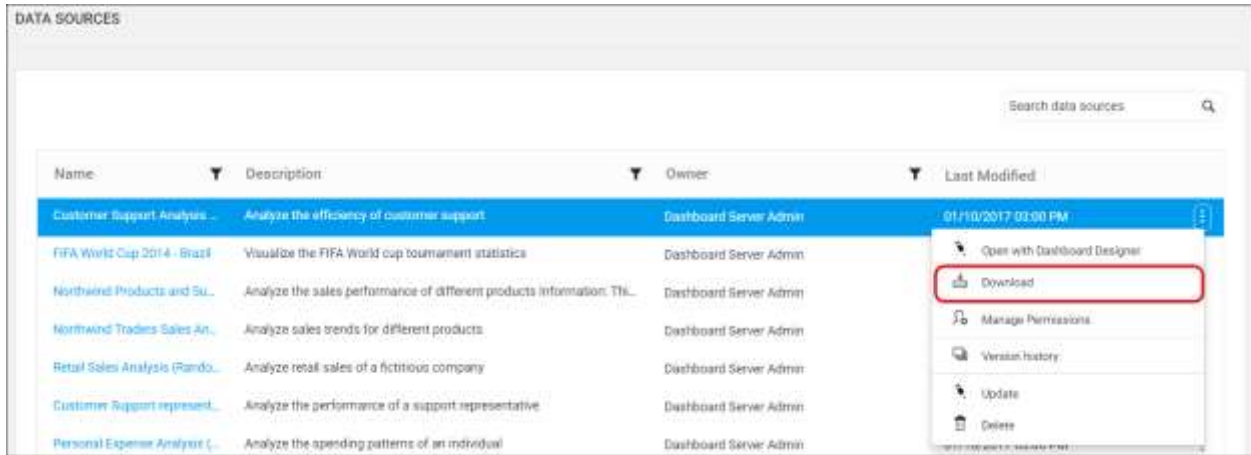 DATA SOURCES
Search data sources
Name Description Owner Last Modified
Customer Support Analysis ... Analyze the efficiency of customer support Dashboard Server Admin 01/10/2017 03:00 PM
FIFA World Cup 2014 - Brazil Visualize the FIFA World cup tournament statistics Dashboard Server Admin
Open with Dashboard Designer
Northwind Products and Su... Analyze the sales performance of different products information. Thi... Dashboard Server Admin
Download
Northwind Traders Sales An... Analyze sales trends for different products Dashboard Server Admin
Manage Permissions
Retail Sales Analysis (Rando... Analyze retail sales of a fictitious company Dashboard Server Admin
Version history
Customer Support represent... Analyze the performance of a support representative Dashboard Server Admin
Update
Personal Expense Analysis (... Analyze the spending patterns of an individual Dashboard Server Admin
Delete